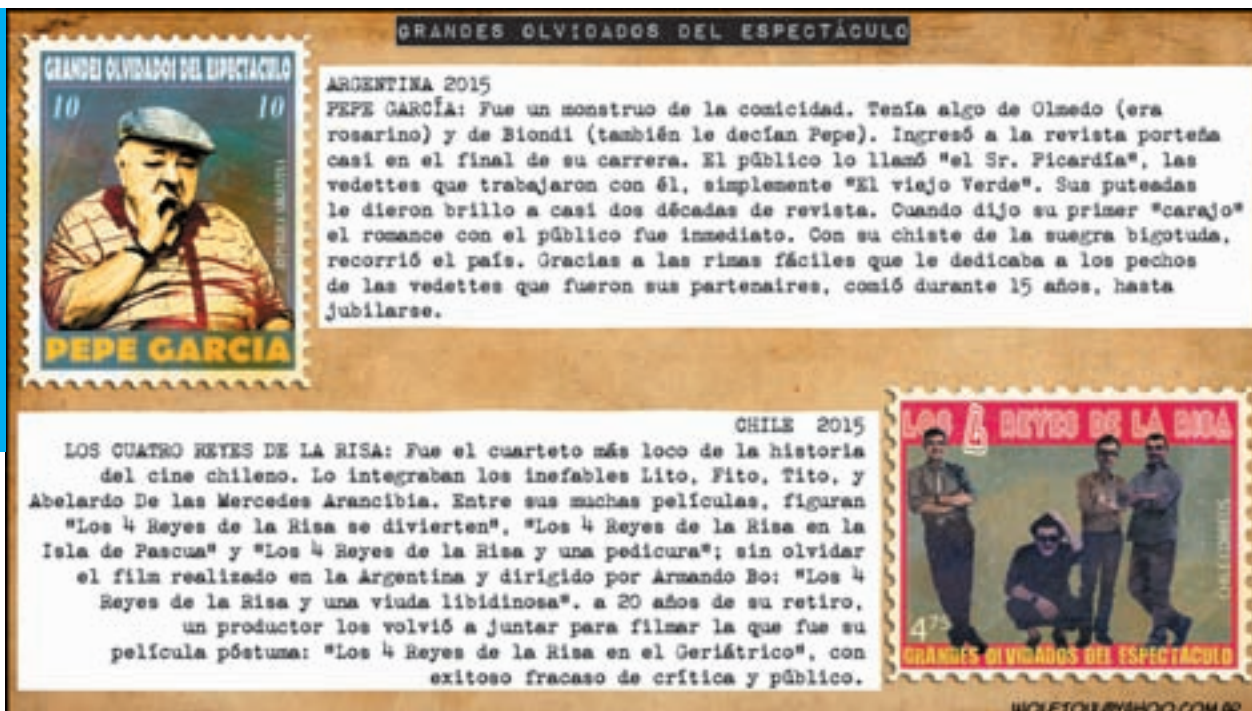 GRANDES OLVIDADOS DEL ESPECTÁCULO
GRANDES OLVIDADOS DEL ESPECTACULO
10 10
PEPE GARCIA
ARGENTINA 2015
PEPE GARCÍA: Fue un monstruo de la comicidad. Tenía algo de Olmedo (era
rosarino) y de Biondi (también le decían Pepe). Ingresó a la revista porteña
casi en el final de su carrera. El público lo llamó "el Sr. Picardía", las
vedettes que trabajaron con él, simplemente "El viejo Verde". Sus puteadas
le dieron brillo a casi dos décadas de revista. Cuando dijo su primer "carajo"
el romance con el público fue inmediato. Con su chiste de la suegra bigotuda,
recorrió el país. Gracias a las rimas fáciles que le dedicaba a los pechos
de las vedettes que fueron sus partenaires, comió durante 15 años, hasta
jubilarse.
CHILE 2015
LOS CUATRO REYES DE LA RISA: Fue el cuarteto más loco de la historia
del cine chileno. Lo integraban los inefables Lito, Fito, Tito, y
Abelardo De las Mercedes Arancibia. Entre sus muchas películas, figuran
"Los 4 Reyes de la Risa se divierten", "Los 4 Reyes de la Risa en la
Isla de Pascua" y "Los 4 Reyes de la Risa y una pedicura"; sin olvidar
el film realizado en la Argentina y dirigido por Armando Bo: "Los 4
Reyes de la Risa y una viuda libidinosa". a 20 años de su retiro,
un productor los volvió a juntar para filmar la que fue su
película póstuma: "Los 4 Reyes de la Risa en el Geriátrico", con
exitoso fracaso de crítica y público.
LOS 4 REYES DE LA RISA
4.75
GRANDES OLVIDADOS DEL ESPECTACULO